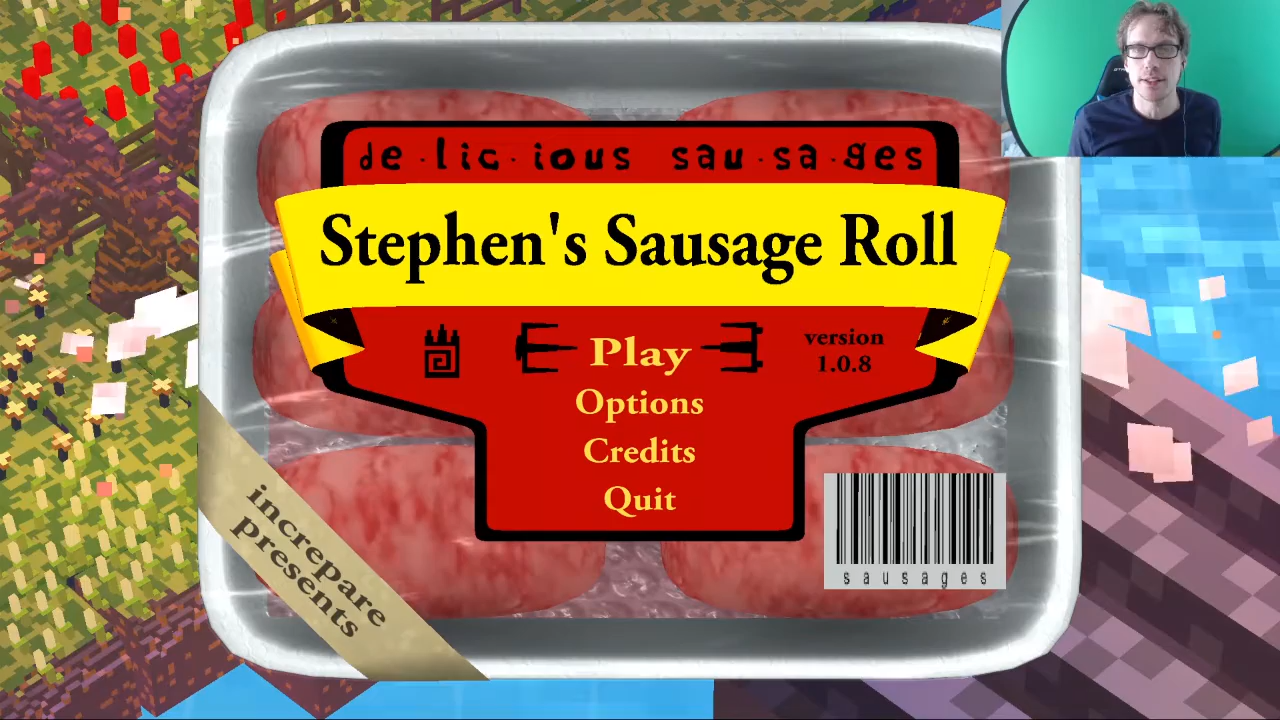 de·lic·ious sau·sa·ges
Stephen's Sausage Roll
Play
version
1.0.8
Options
Credits
Quit
increpare
presents
sausages